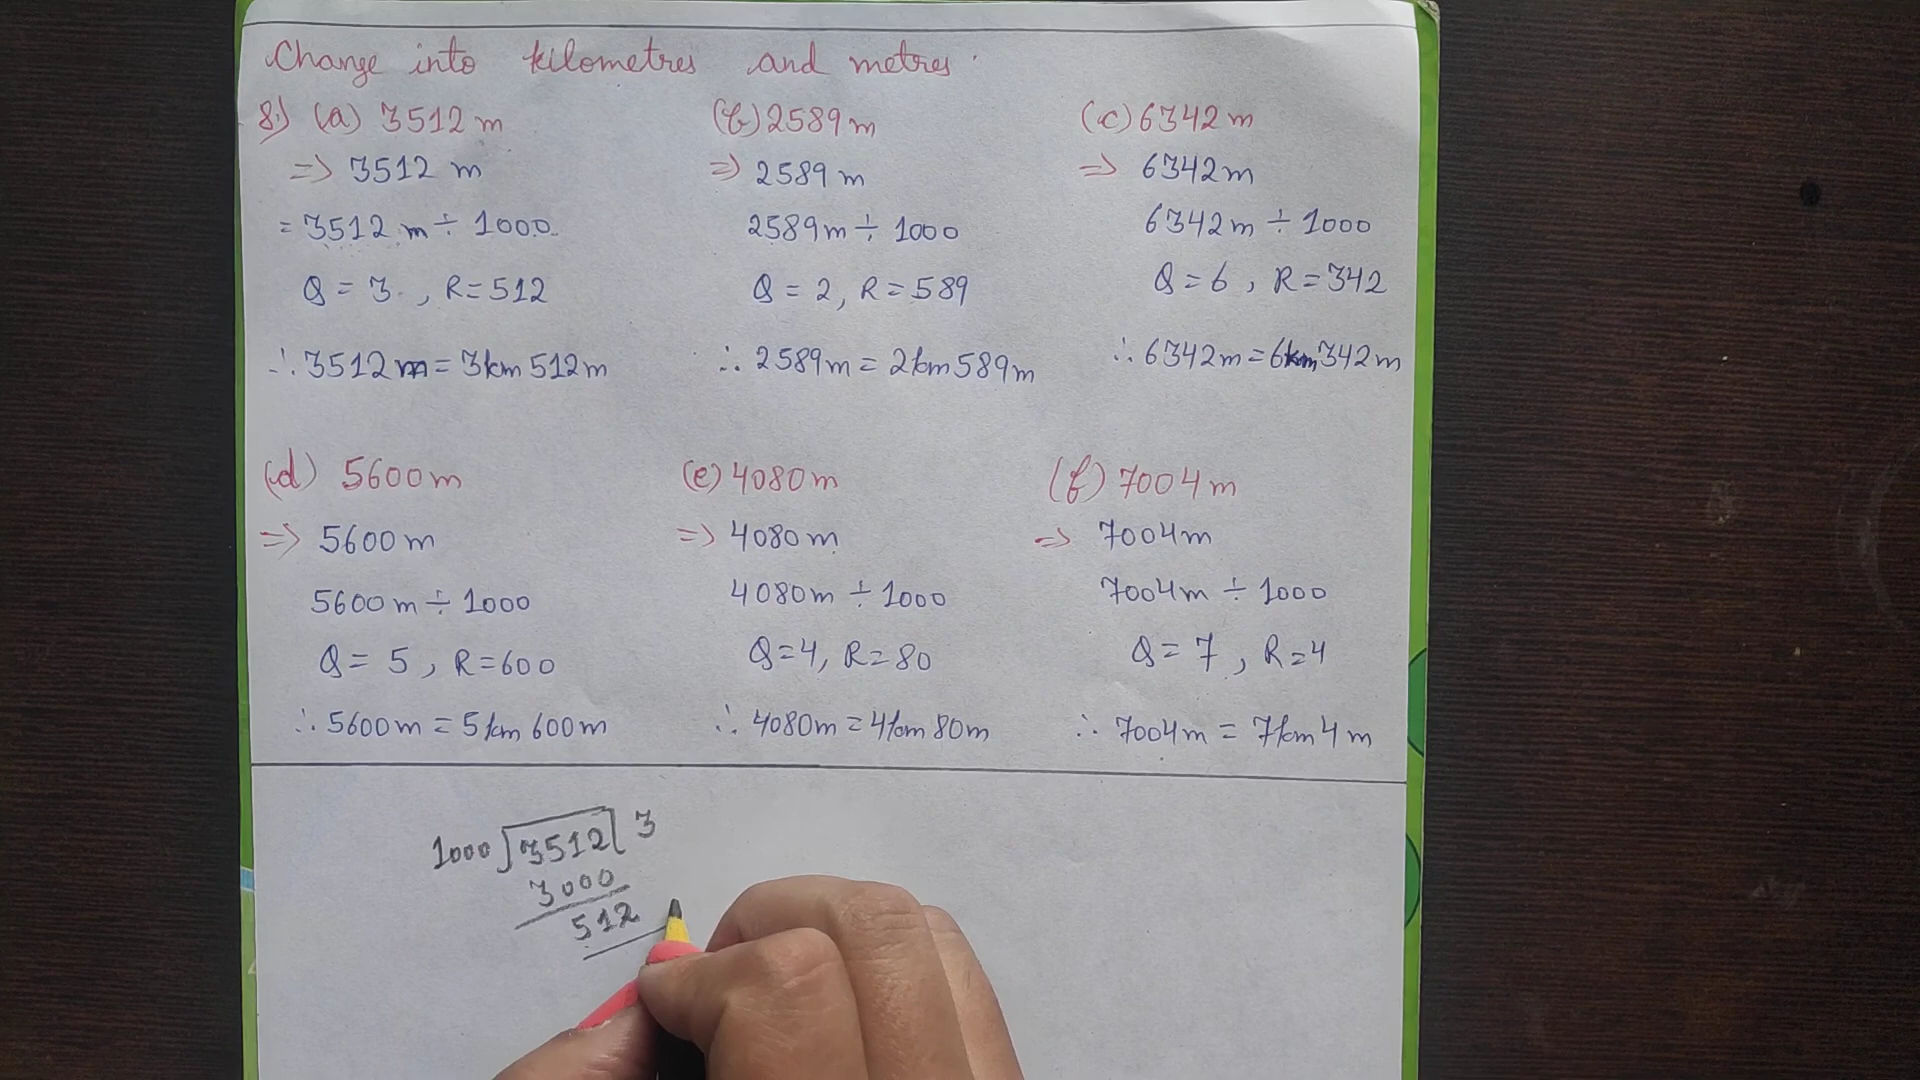 Change into kilometres and metres.
8.) (a) 3512 m
=> 3512 m
= 3512 m ÷ 1000
Q = 3 , R = 512
∴ 3512 m = 3 km 512 m
(b) 2589 m
=> 2589 m
2589 m ÷ 1000
Q = 2, R = 589
∴ 2589 m = 2 km 589 m
(c) 6342 m
=> 6342 m
6342 m ÷ 1000
Q = 6 , R = 342
∴ 6342 m = 6 km 342 m
(d) 5600 m
=> 5600 m
5600 m ÷ 1000
Q = 5 , R = 600
∴ 5600 m = 5 km 600 m
(e) 4080 m
=> 4080 m
4080 m ÷ 1000
Q = 4, R = 80
∴ 4080 m = 4 km 80 m
(f) 7004 m
=> 7004 m
7004 m ÷ 1000
Q = 7 , R = 4
∴ 7004 m = 7 km 4 m
1000 ) 3512 ( 3
3000
512